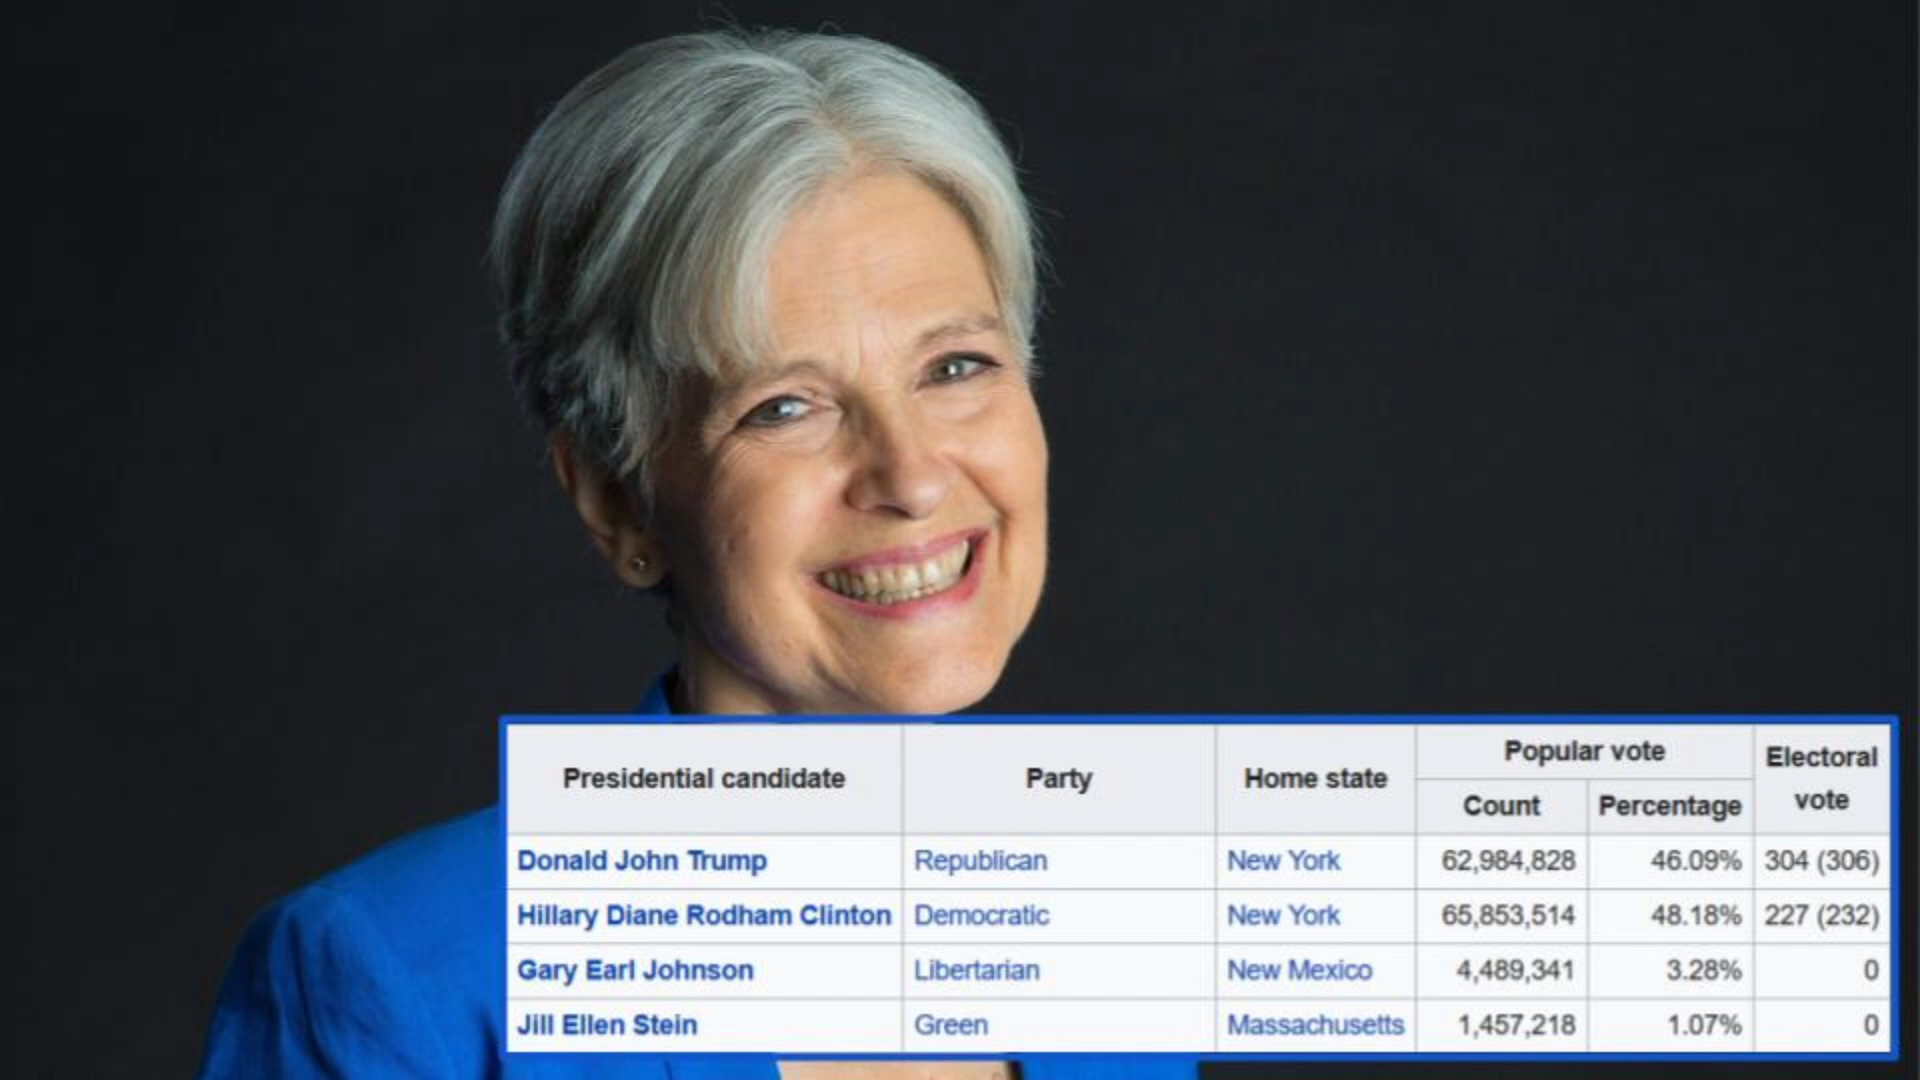 Presidential candidate Party Home state Popular vote Electoral vote
Count Percentage
Donald John Trump Republican New York 62,984,828 46.09% 304 (306)
Hillary Diane Rodham Clinton Democratic New York 65,853,514 48.18% 227 (232)
Gary Earl Johnson Libertarian New Mexico 4,489,341 3.28% 0
Jill Ellen Stein Green Massachusetts 1,457,218 1.07% 0